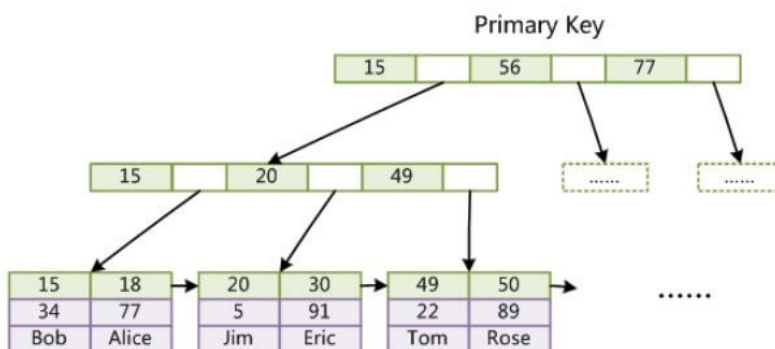 Primary Key
15 56 77
15 20 49
...... ......
15 18 20 30 49 50
34 77 5 91 22 89
Bob Alice Jim Eric Tom Rose
......